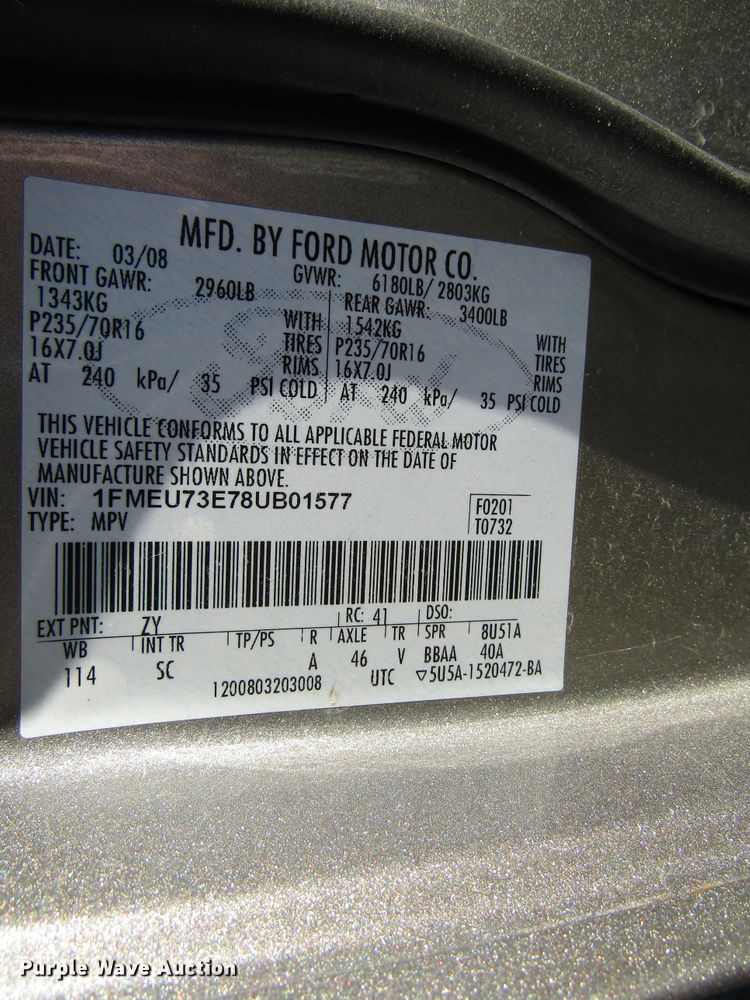 MFD. BY FORD MOTOR CO.
DATE: 03/08 GVWR: 6180LB/ 2803KG
FRONT GAWR: 2960LB REAR GAWR: 3400LB
1343KG WITH 1542KG WITH
P235/70R16 TIRES P235/70R16 TIRES
16X7.0J RIMS 16X7.0J RIMS
AT 240 kPa/ 35 PSI COLD AT 240 kPa/ 35 PSI COLD
THIS VEHICLE CONFORMS TO ALL APPLICABLE FEDERAL MOTOR
VEHICLE SAFETY STANDARDS IN EFFECT ON THE DATE OF
MANUFACTURE SHOWN ABOVE.
VIN: 1FMEU73E78UB01577 F0201
TYPE: MPV T0732
EXT PNT: ZY RC: 41 DSO:
WB INT TR TP/PS R AXLE TR SPR 8U51A
114 SC A 46 V BBAA 40A
1200803203008 UTC ▽5U5A-1520472-BA
Purple Wave Auction